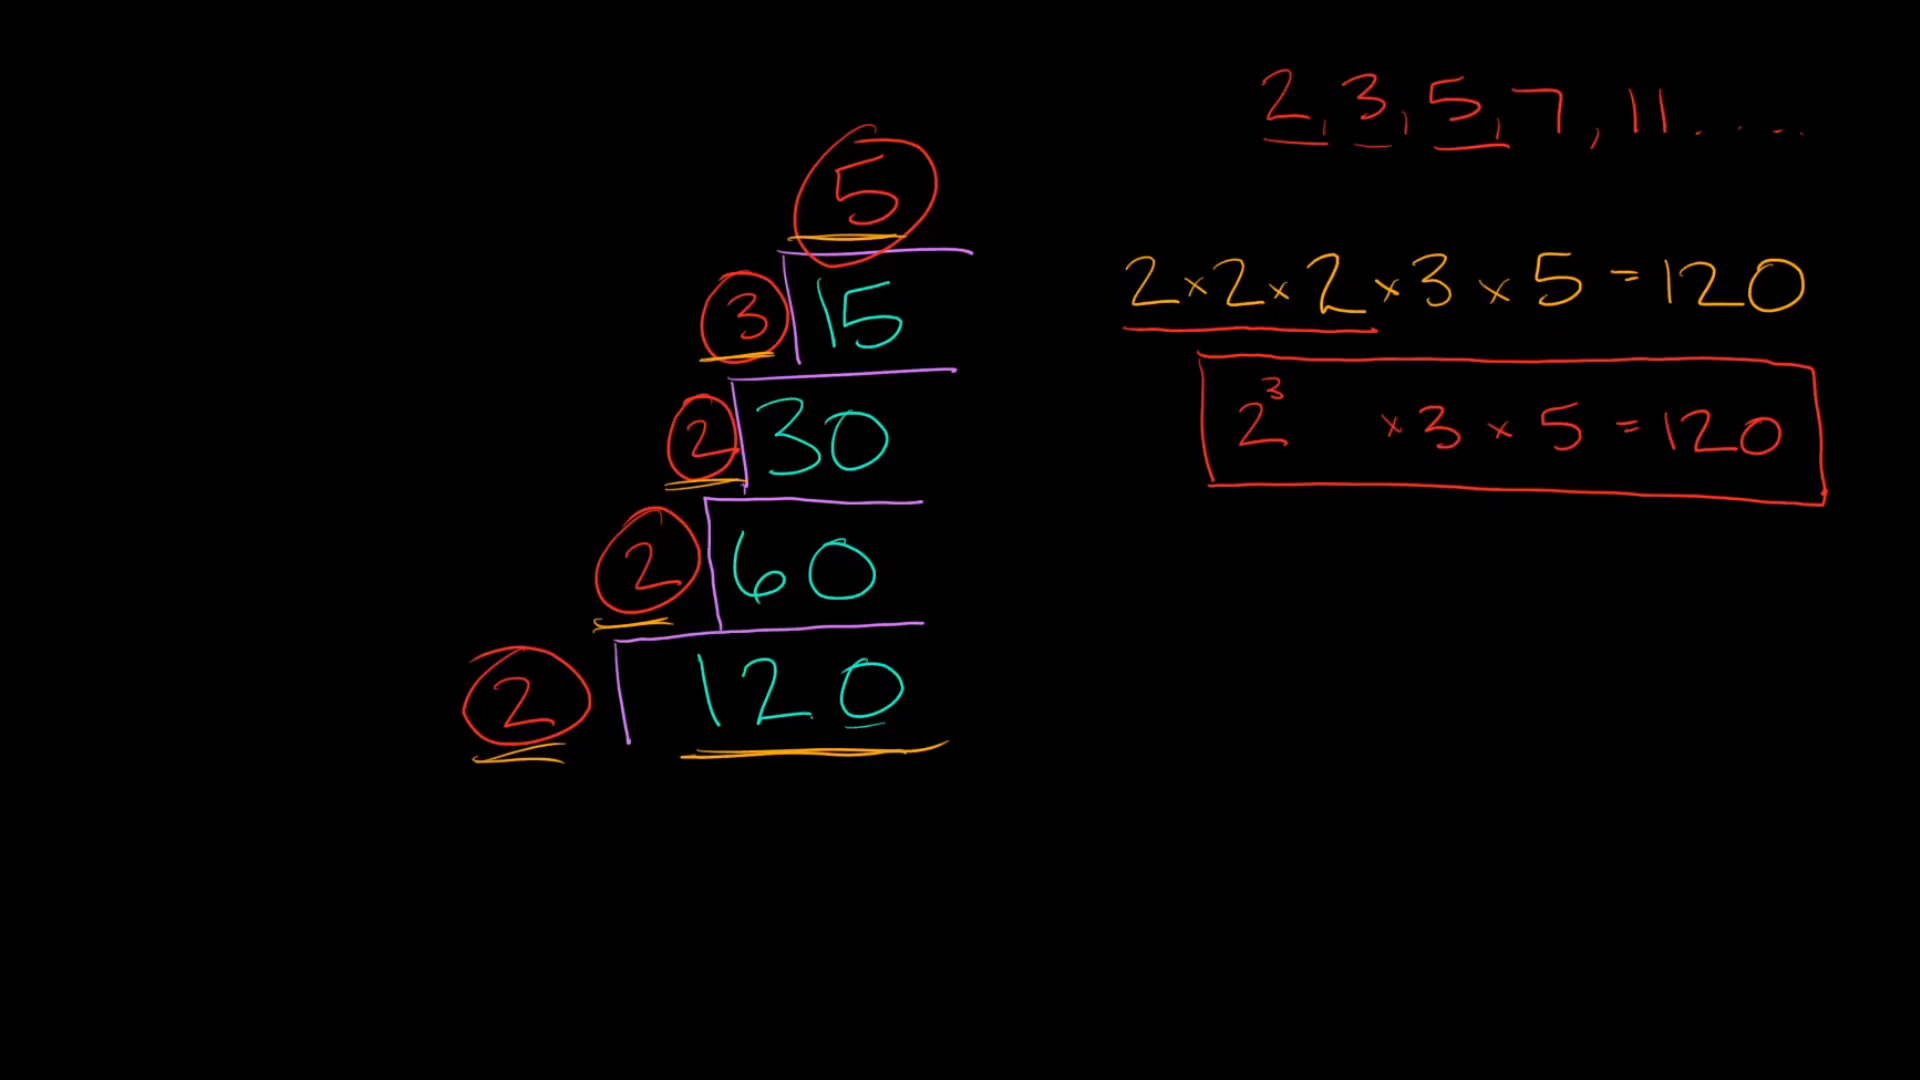 2, 3, 5, 7, 11 . . . .
5
3 15
2 × 2 × 2 × 3 × 5 = 120
2³ × 3 × 5 = 120
2 30
2 60
2 120